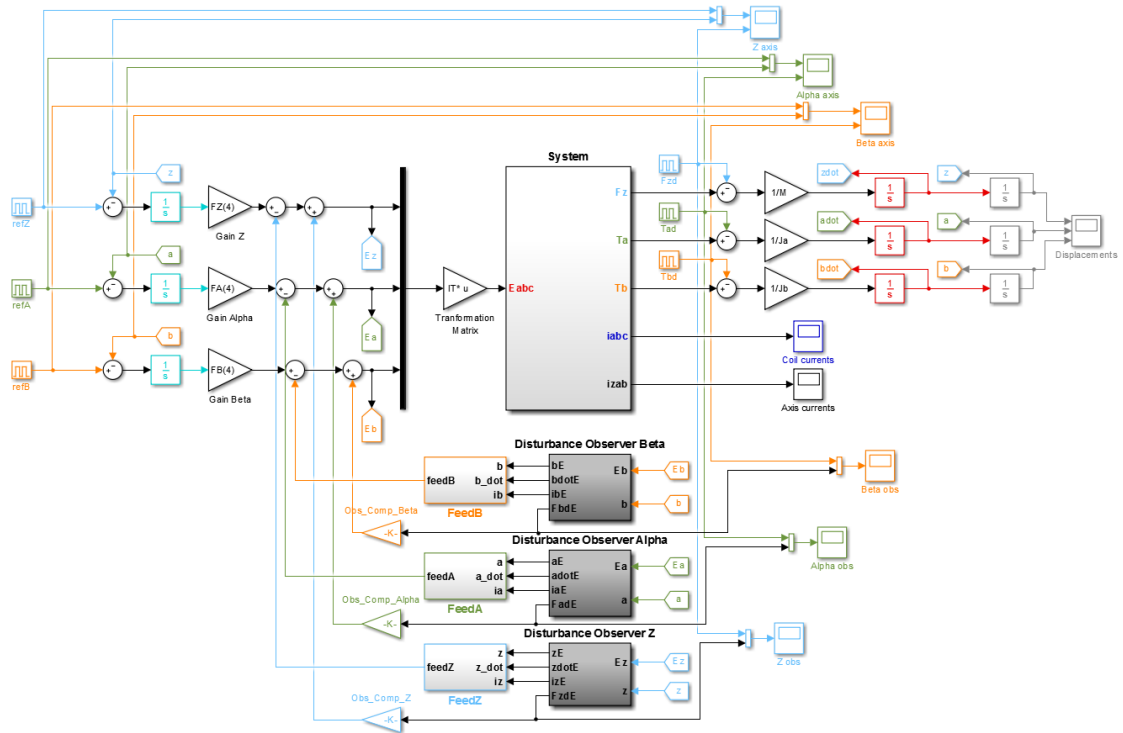 Z axis
Alpha axis
Beta axis
System
Fzd
zdot
z
z
1
s
FZ(4)
Fz
1/M
1
s
1
s
refZ
Gain Z
Tad
Ez
adot
a
a
Ta
1/Ja
1
s
1
s
Displacements
1
s
FA(4)
Tbd
refA
Gain Alpha
IT* u
Eabc
Tb
bdot
b
1/Jb
1
s
1
s
Tranformation
Matrix
Ea
b
iabc
1
s
FB(4)
Coil currents
refB
Gain Beta
izab
Axis currents
Eb
Disturbance Observer Beta
b
bE
Eb
Eb
feedB
b_dot
bdotE
Beta obs
ib
ibE
b
b
Obs_Comp_Beta
FeedB
FbdE
-K-
Disturbance Observer Alpha
a
aE
Ea
Ea
Alpha obs
feedA
a_dot
adotE
ia
iaE
a
a
Obs_Comp_Alpha
FeedA
FadE
-K-
Disturbance Observer Z
z
zE
Ez
Ez
Z obs
feedZ
z_dot
zdotE
iz
izE
z
z
Obs_Comp_Z
FeedZ
FzdE
-K-